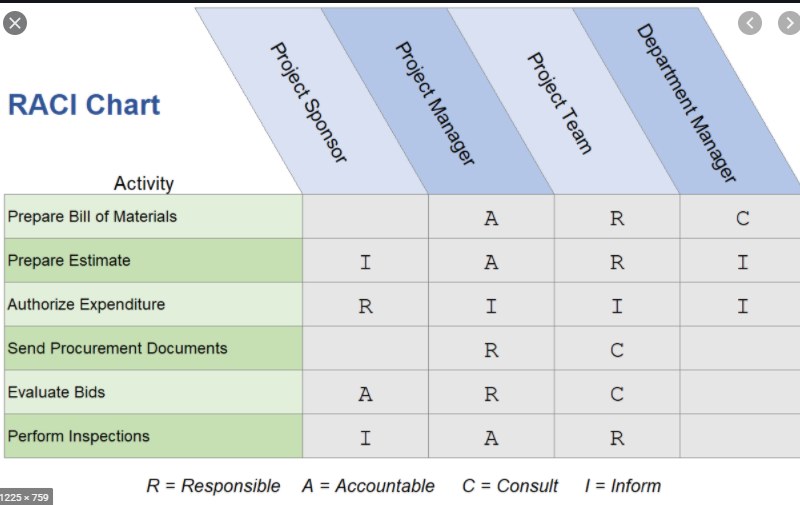 Project Sponsor
Project Manager
Project Team
Department Manager
RACI Chart
Activity
Prepare Bill of Materials A R C
Prepare Estimate I A R I
Authorize Expenditure R I I I
Send Procurement Documents R C
Evaluate Bids A R C
Perform Inspections I A R
R = Responsible A = Accountable C = Consult I = Inform
1225 × 759